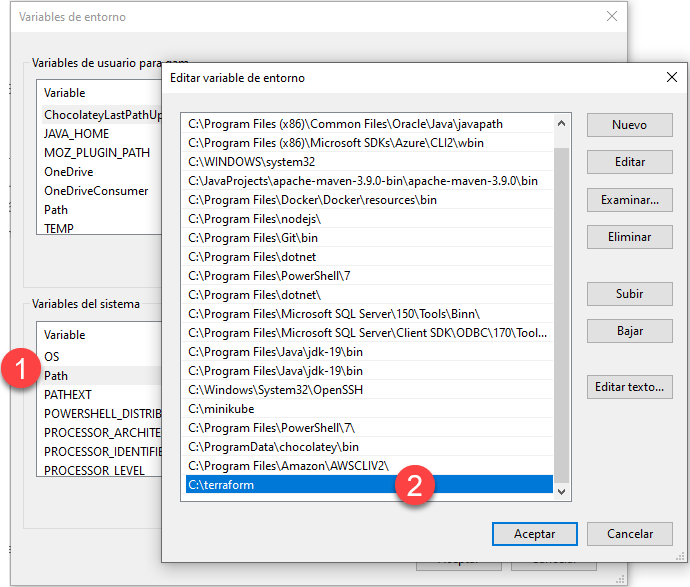 Variables de entorno
Variables de usuario para
Variable
ChocolateyLastPathUp
JAVA_HOME
MOZ_PLUGIN_PATH
OneDrive
OneDriveConsumer
Path
TEMP
Variables del sistema
Variable
OS
1
Path
PATHEXT
POWERSHELL_DISTRIB
PROCESSOR_ARCHITE
PROCESSOR_IDENTIFIE
PROCESSOR_LEVEL
Editar variable de entorno
C:\Program Files (x86)\Common Files\Oracle\Java\javapath
C:\Program Files (x86)\Microsoft SDKs\Azure\CLI2\wbin
C:\WINDOWS\system32
C:\JavaProjects\apache-maven-3.9.0-bin\apache-maven-3.9.0\bin
C:\Program Files\Docker\Docker\resources\bin
C:\Program Files\nodejs\
C:\Program Files\Git\bin
C:\Program Files\dotnet
C:\Program Files\PowerShell\7
C:\Program Files\dotnet\
C:\Program Files\Microsoft SQL Server\150\Tools\Binn\
C:\Program Files\Microsoft SQL Server\Client SDK\ODBC\170\Tool...
C:\Program Files\Java\jdk-19\bin
C:\Program Files\Java\jdk-19\bin
C:\Windows\System32\OpenSSH
C:\minikube
C:\Program Files\PowerShell\7\
C:\ProgramData\chocolatey\bin
C:\Program Files\Amazon\AWSCLIV2\
C:\terraform
2
Nuevo
Editar
Examinar...
Eliminar
Subir
Bajar
Editar texto...
Aceptar
Cancelar